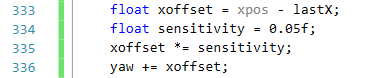 333 float xoffset = xpos - lastX;
334 float sensitivity = 0.05f;
335 xoffset *= sensitivity;
336 yaw += xoffset;